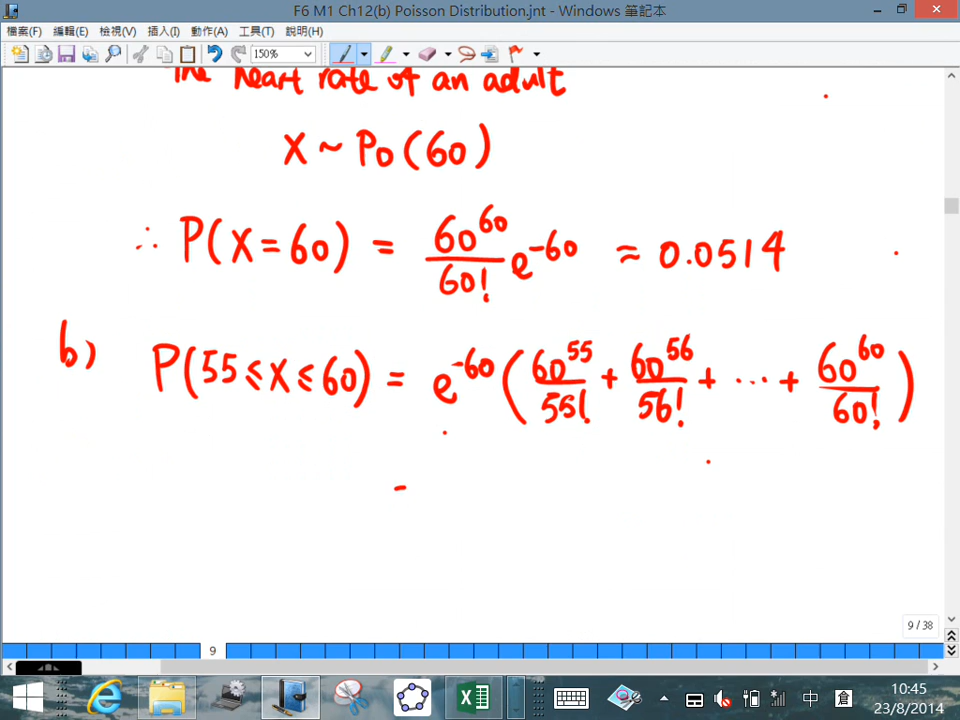 F6 M1 Ch12(b) Poisson Distribution.jnt - Windows 筆記本
檔案(F) 編輯(E) 檢視(V) 插入(I) 動作(A) 工具(T) 說明(H)
150%
The heart rate of an adult
X ~ Po(60)
∴ P(X=60) = 60^60/60! e^-60 ≈ 0.0514
b) P(55≤X≤60) = e^-60 (60^55/55! + 60^56/56! + ⋯ + 60^60/60!)
9 / 38
9
中 倉
10:45
23/8/2014